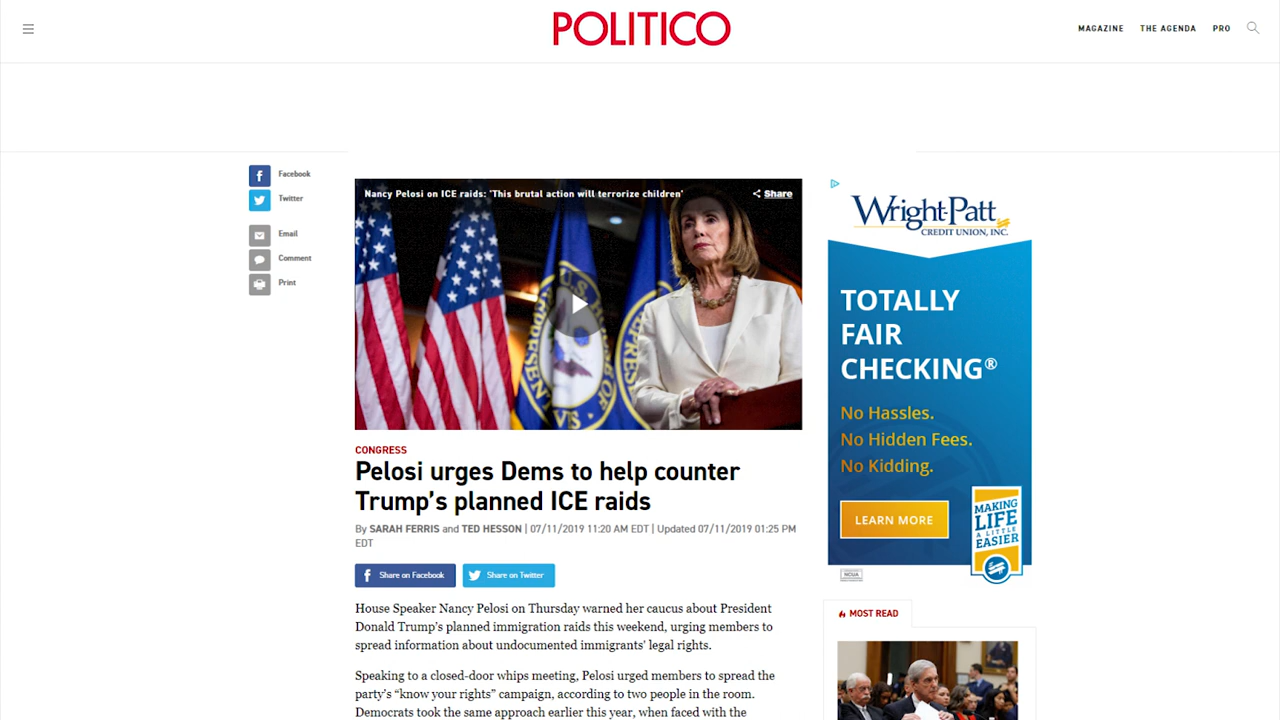 POLITICO
MAGAZINE THE AGENDA PRO
Facebook
Twitter
Email
Comment
Print
Nancy Pelosi on ICE raids: 'This brutal action will terrorize children'
Share
CONGRESS
Pelosi urges Dems to help counter
Trump's planned ICE raids
By SARAH FERRIS and TED HESSON | 07/11/2019 11:20 AM EDT | Updated 07/11/2019 01:25 PM
EDT
Share on Facebook
Share on Twitter
House Speaker Nancy Pelosi on Thursday warned her caucus about President
Donald Trump's planned immigration raids this weekend, urging members to
spread information about undocumented immigrants' legal rights.
Speaking to a closed-door whips meeting, Pelosi urged members to spread the
party's “know your rights” campaign, according to two people in the room.
Democrats took the same approach earlier this year, when faced with the
Wright-Patt
CREDIT UNION, INC.
TOTALLY
FAIR
CHECKING®
No Hassles.
No Hidden Fees.
No Kidding.
LEARN MORE
MAKING
LIFE
A LITTLE
EASIER
NCUA
MOST READ